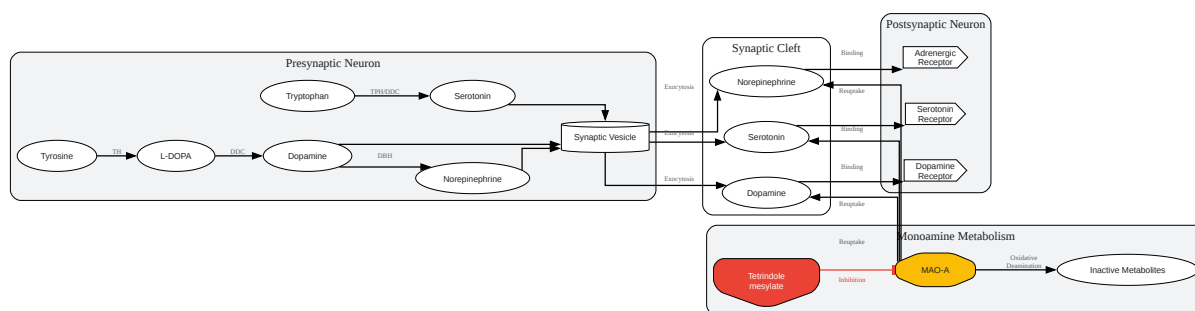 Postsynaptic Neuron
Synaptic Cleft
Binding
Adrenergic
Receptor
Presynaptic Neuron
Norepinephrine
Exocytosis
Reuptake
Tryptophan
TPH/DDC
Serotonin
Serotonin
Receptor
Synaptic Vesicle
Exocytosis
Serotonin
Binding
Tyrosine
TH
L-DOPA
DDC
Dopamine
DBH
Norepinephrine
Exocytosis
Dopamine
Binding
Dopamine
Receptor
Reuptake
Reuptake
Monoamine Metabolism
Tetrindole
mesylate
Inhibition
MAO-A
Oxidative
Deamination
Inactive Metabolites